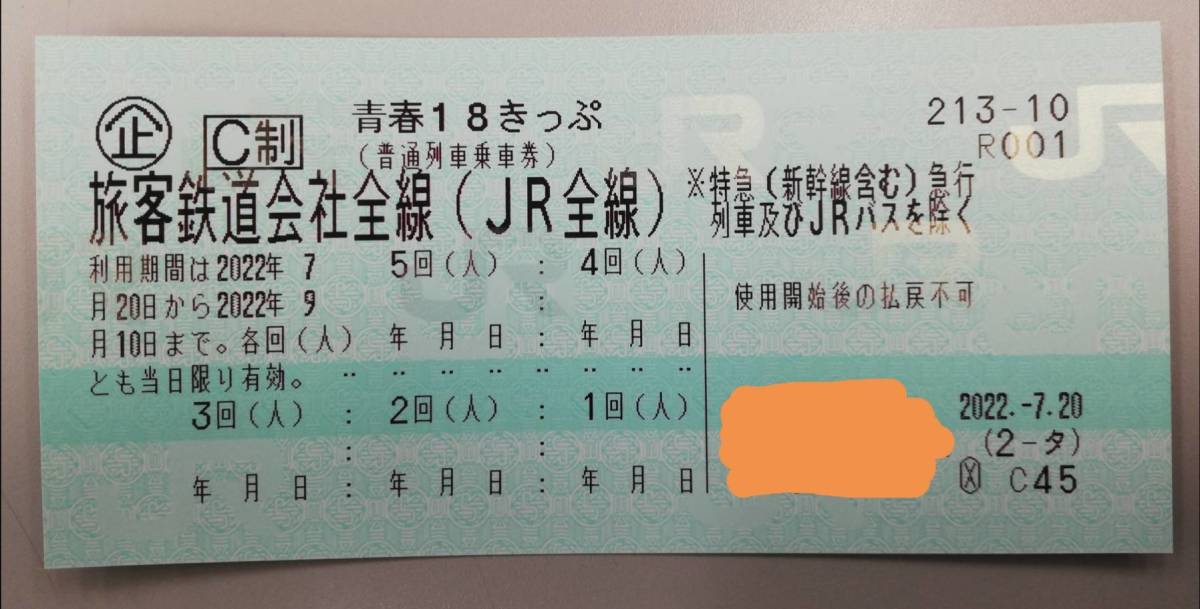 企
C制
青春18きっぷ
(普通列車乗車券)
213-10
R001
旅客鉄道会社全線(JR全線)
※特急(新幹線含む)急行
列車及びJRバスを除く
利用期間は2022年 7
月20日から2022年 9
月10日まで。各回(人)
とも当日限り有効。
5回(人) : 4回(人)
:
年 月 日 : 年 月 日
‥ ‥ ‥ ‥ ‥ ‥ ‥ ‥
3回(人) : 2回(人) : 1回(人)
: :
年 月 日 : 年 月 日 : 年 月 日
使用開始後の払戻不可
2022.-7.20
(2-タ)
C45
JR
R